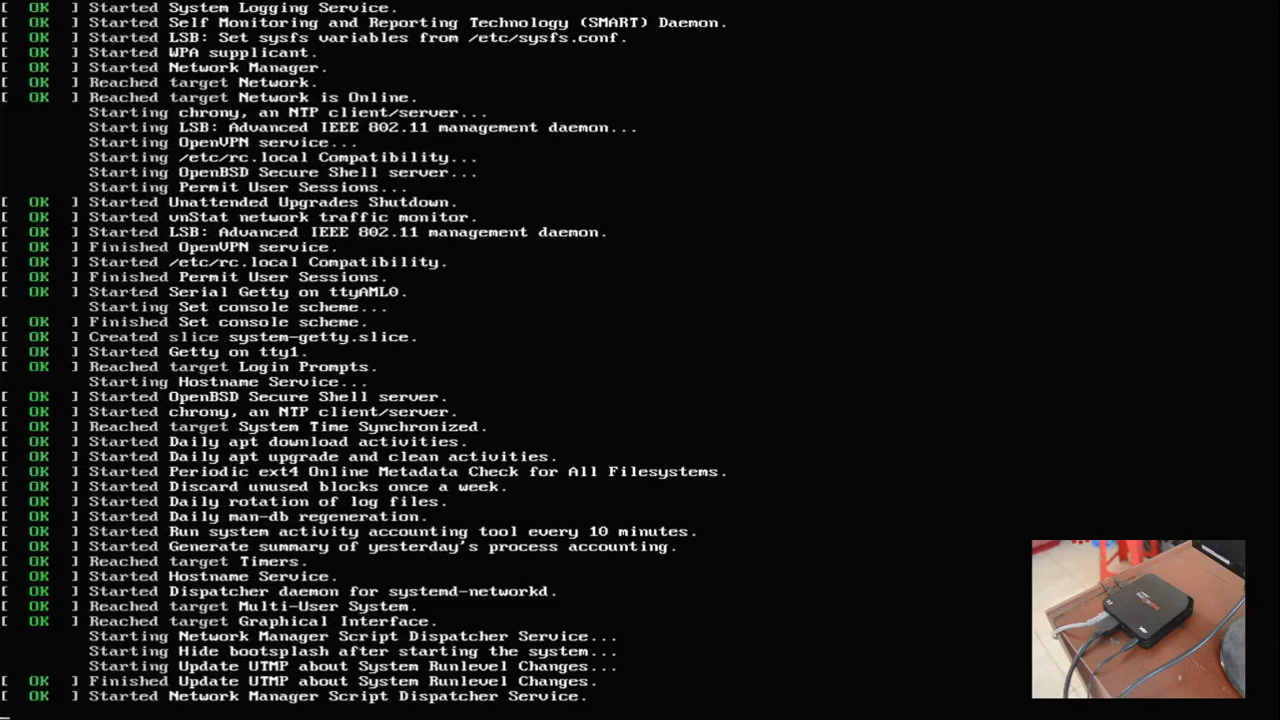 [  OK  ] Started System Logging Service.
[  OK  ] Started Self Monitoring and Reporting Technology (SMART) Daemon.
[  OK  ] Started LSB: Set sysfs variables from /etc/sysfs.conf.
[  OK  ] Started WPA supplicant.
[  OK  ] Started Network Manager.
[  OK  ] Reached target Network.
[  OK  ] Reached target Network is Online.
Starting chrony, an NTP client/server...
Starting LSB: Advanced IEEE 802.11 management daemon...
Starting OpenVPN service...
Starting /etc/rc.local Compatibility...
Starting OpenBSD Secure Shell server...
Starting Permit User Sessions...
[  OK  ] Started Unattended Upgrades Shutdown.
[  OK  ] Started vnStat network traffic monitor.
[  OK  ] Started LSB: Advanced IEEE 802.11 management daemon.
[  OK  ] Finished OpenVPN service.
[  OK  ] Started /etc/rc.local Compatibility.
[  OK  ] Finished Permit User Sessions.
[  OK  ] Started Serial Getty on ttyAML0.
Starting Set console scheme...
[  OK  ] Finished Set console scheme.
[  OK  ] Created slice system-getty.slice.
[  OK  ] Started Getty on tty1.
[  OK  ] Reached target Login Prompts.
Starting Hostname Service...
[  OK  ] Started OpenBSD Secure Shell server.
[  OK  ] Started chrony, an NTP client/server.
[  OK  ] Reached target System Time Synchronized.
[  OK  ] Started Daily apt download activities.
[  OK  ] Started Daily apt upgrade and clean activities.
[  OK  ] Started Periodic ext4 Online Metadata Check for All Filesystems.
[  OK  ] Started Discard unused blocks once a week.
[  OK  ] Started Daily rotation of log files.
[  OK  ] Started Daily man-db regeneration.
[  OK  ] Started Run system activity accounting tool every 10 minutes.
[  OK  ] Started Generate summary of yesterday's process accounting.
[  OK  ] Reached target Timers.
[  OK  ] Started Hostname Service.
[  OK  ] Started Dispatcher daemon for systemd-networkd.
[  OK  ] Reached target Multi-User System.
[  OK  ] Reached target Graphical Interface.
Starting Network Manager Script Dispatcher Service...
Starting Hide bootsplash after starting the system...
Starting Update UTMP about System Runlevel Changes...
[  OK  ] Finished Update UTMP about System Runlevel Changes.
[  OK  ] Started Network Manager Script Dispatcher Service.